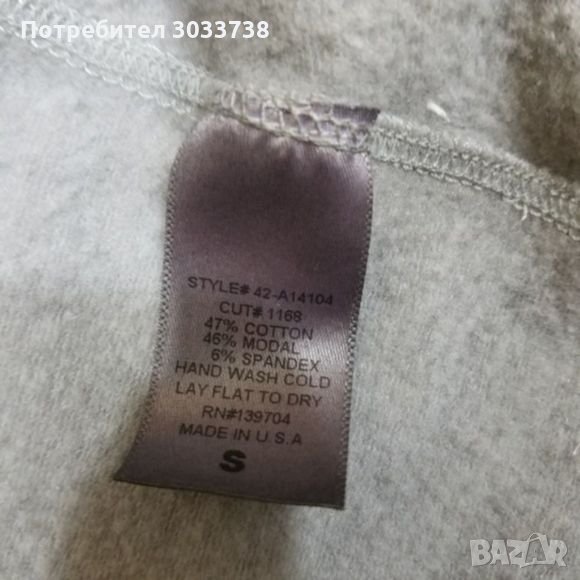 Потребител 3033738
STYLE# 42-A14104
CUT# 1168
47% COTTON
46% MODAL
6% SPANDEX
HAND WASH COLD
LAY FLAT TO DRY
RN#139704
MADE IN U.S.A
S
BAZAR